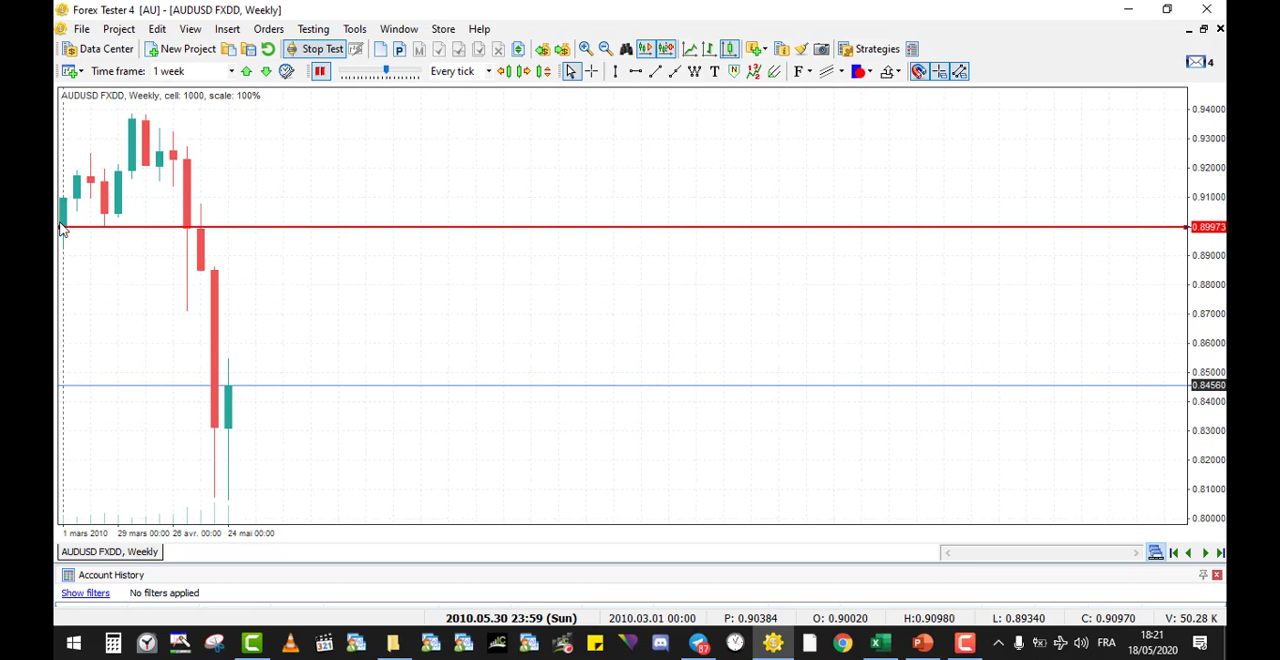 Forex Tester 4 [AU] - [AUDUSD FXDD, Weekly]
File Project Edit View Insert Orders Testing Tools Window Store Help
Data Center New Project Stop Test Strategies
Time frame: 1 week Every tick 4
AUDUSD FXDD, Weekly, cell: 1000, scale: 100%
0.94000
0.93000
0.92000
0.91000
0.89973
0.89000
0.88000
0.87000
0.86000
0.85000
0.84560
0.84000
0.83000
0.82000
0.81000
0.80000
1 mars 2010 29 mars 00:00 26 avr. 00:00 24 mai 00:00
AUDUSD FXDD, Weekly
Account History
Show filters No filters applied
2010.05.30 23:59 (Sun) 2010.03.01 00:00 P: 0.90384 O: 0.90020 H:0.90980 L: 0.89340 C: 0.90970 V: 50.28 K
87 FRA 18:21
18/05/2020